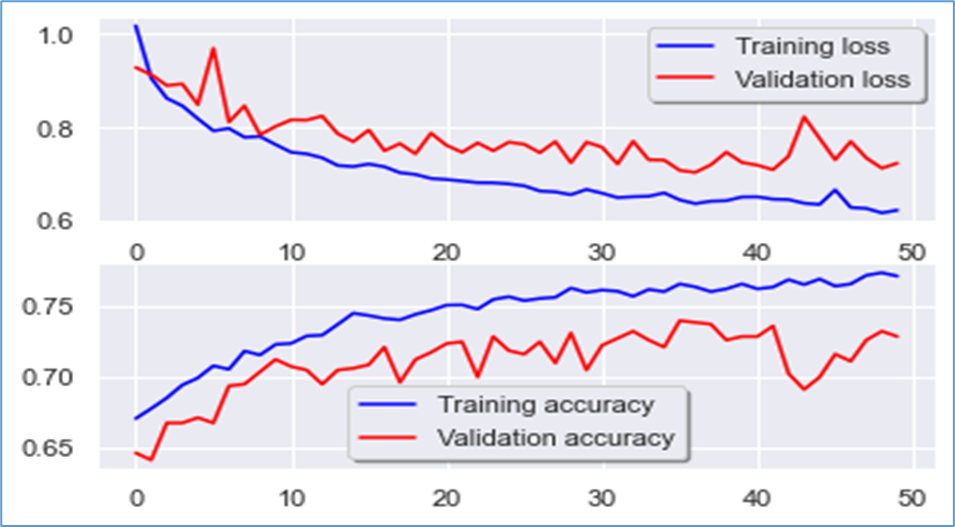 1.0
0.8
0.6
Training loss
Validation loss
0 10 20 30 40 50
0.75
0.70
0.65
Training accuracy
Validation accuracy
0 10 20 30 40 50